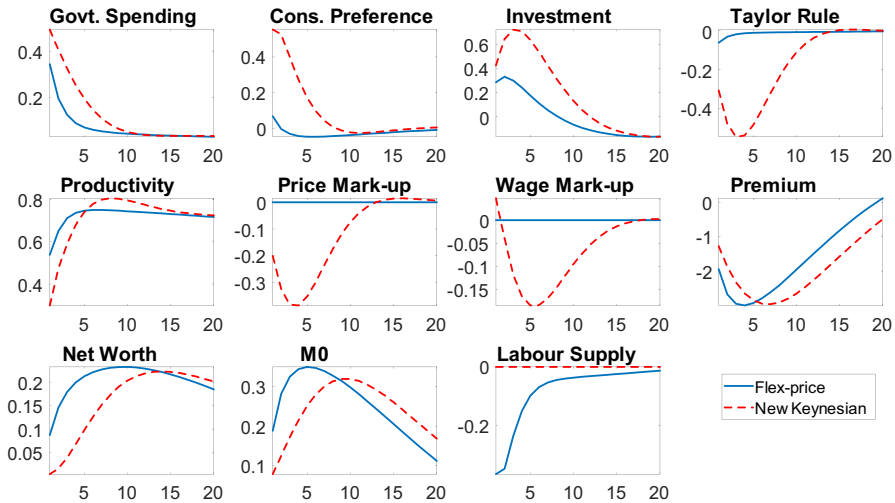 Govt. Spending
0.4
0.2
5 10 15 20
Cons. Preference
0.4
0.2
0
5 10 15 20
Investment
0.6
0.4
0.2
0
5 10 15 20
Taylor Rule
0
-0.2
-0.4
5 10 15 20
Productivity
0.8
0.6
0.4
5 10 15 20
Price Mark-up
0
-0.1
-0.2
-0.3
5 10 15 20
Wage Mark-up
0
-0.05
-0.1
-0.15
5 10 15 20
Premium
0
-1
-2
5 10 15 20
Net Worth
0.2
0.15
0.1
0.05
5 10 15 20
M0
0.3
0.2
0.1
5 10 15 20
Labour Supply
0
-0.2
5 10 15 20
Flex-price
New Keynesian